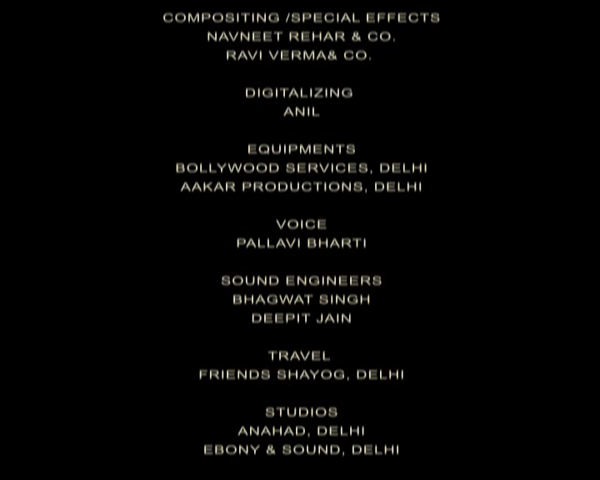 COMPOSITING /SPECIAL EFFECTS
NAVNEET REHAR & CO.
RAVI VERMA& CO.
DIGITALIZING
ANIL
EQUIPMENTS
BOLLYWOOD SERVICES, DELHI
AAKAR PRODUCTIONS, DELHI
VOICE
PALLAVI BHARTI
SOUND ENGINEERS
BHAGWAT SINGH
DEEPIT JAIN
TRAVEL
FRIENDS SHAYOG, DELHI
STUDIOS
ANAHAD, DELHI
EBONY & SOUND, DELHI